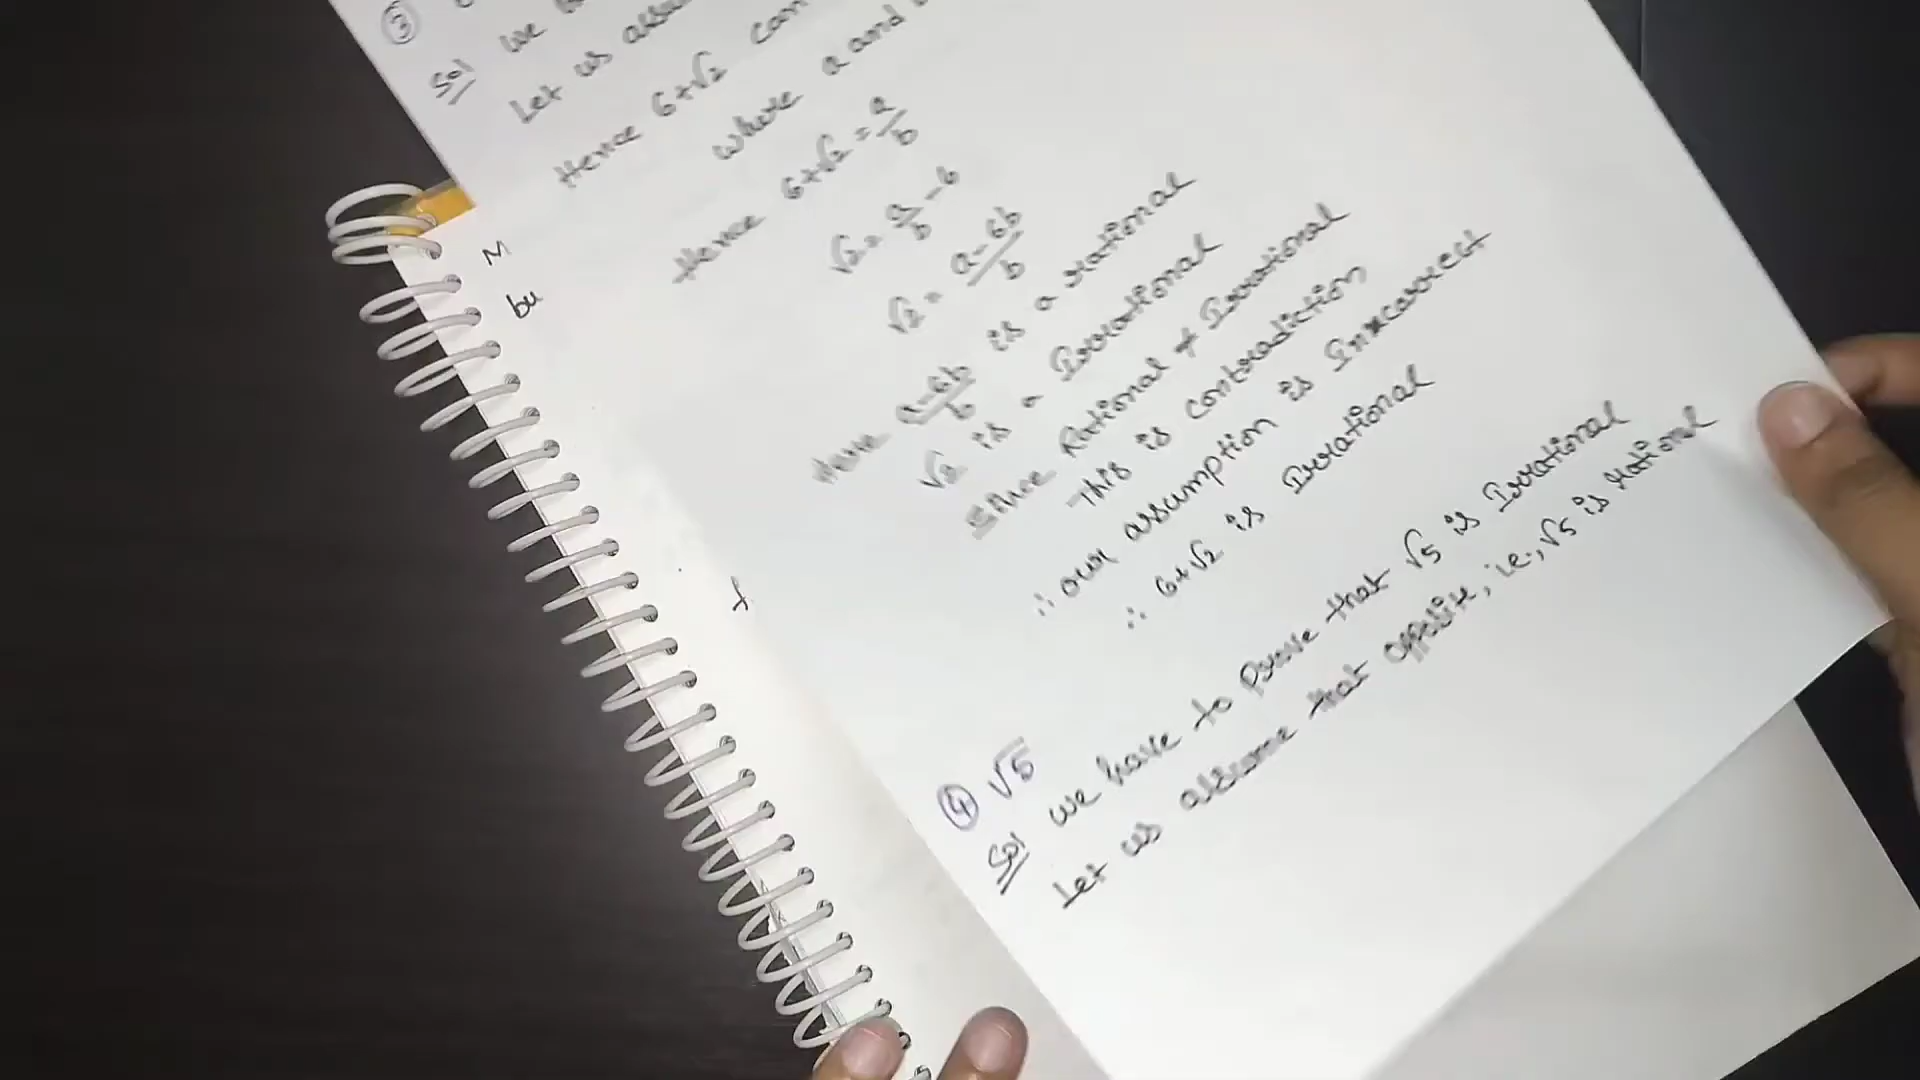 ③
Sol we
Let us assu
Hence 6+√2 can
where a and
Hence 6+√2 = a/b
√2 = a/b - 6
√2 = a-6b/b
Here a-6b/b is a rational
√2 is a Irrational
Since Rational ≠ Irrational
This is contradiction
∴ our assumption is Incorrect
∴ 6+√2 is Irrational
④ √5
Sol we have to prove that √5 is Irrational
Let us assume that opposite, i.e., √5 is rational
M
bu